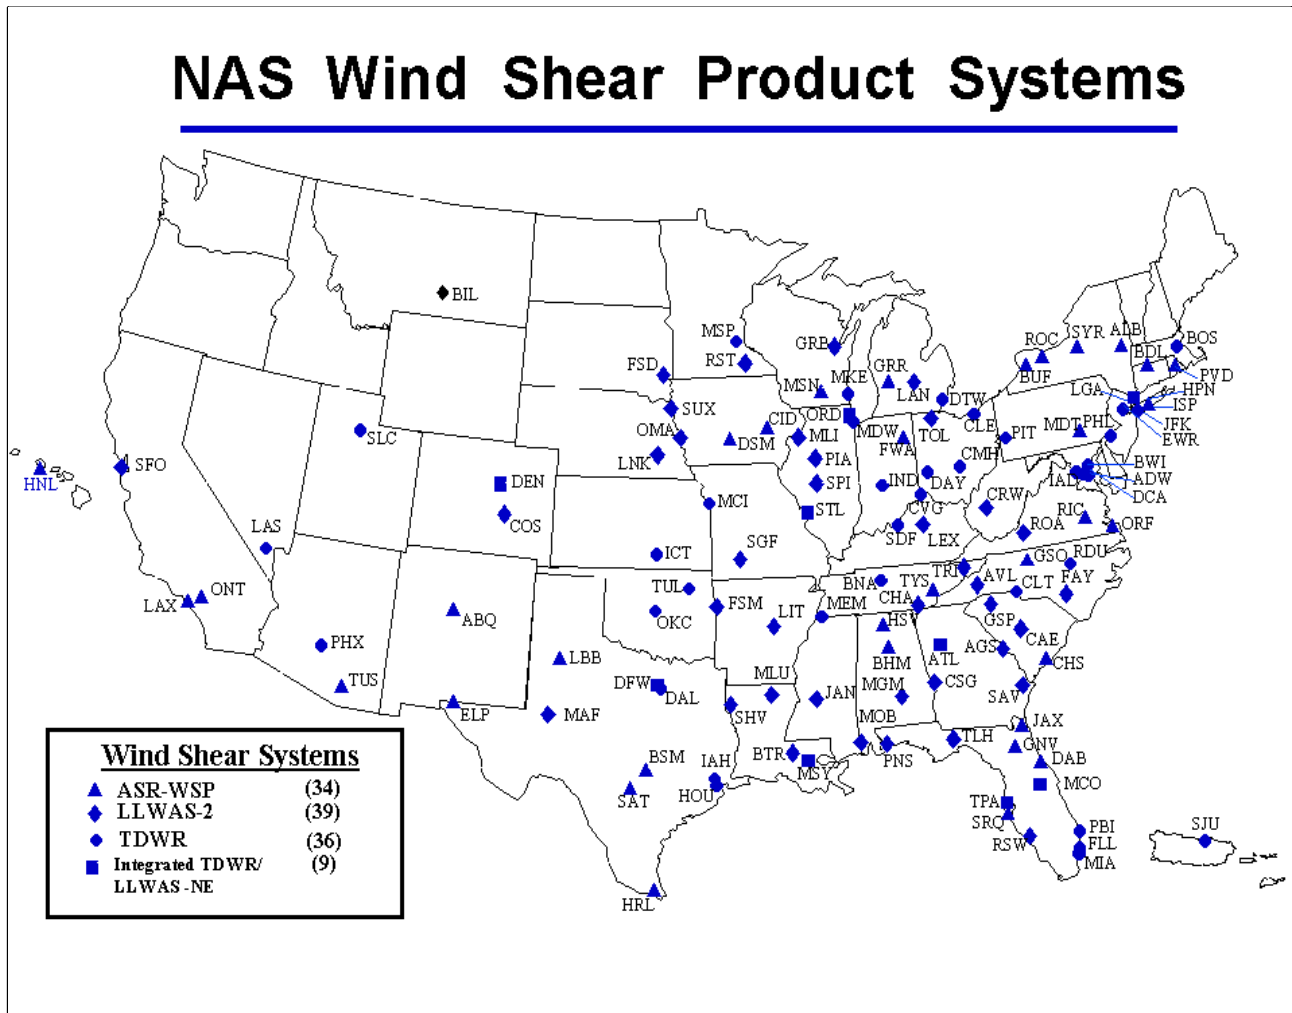 NAS Wind Shear Product Systems
BIL
MSP
RST
GRB
FSD
MSN
MKE
GRR
LAN
DTW
ROC
SYR
ALB
BOS
BUF
BDL
PVD
LGA
HPN
ISP
JFK
EWR
SUX
OMA
DSM
CID
MLI
ORD
MDW
FWA
TOL
CLE
PIT
MDT
PHL
SLC
LNK
PIA
SPI
STL
IND
DAY
CMH
CVG
CRW
IAL
BWI
ADW
DCA
SFO
HNL
DEN
COS
MCI
SDF
LEX
ROA
RIC
ORF
LAS
ICT
SGF
TUL
OKC
FSM
LIT
BNA
MEM
TYS
CHA
TRI
AVL
GSO
RDU
CLT
FAY
LAX
ONT
ABQ
HSV
BHM
ATL
GSP
CAE
AGS
CHS
PHX
TUS
LBB
DFW
DAL
MLU
SHV
JAN
MGM
CSG
SAV
ELP
MAF
MOB
BTR
MSY
PNS
TLH
JAX
GNV
DAB
BSM
SAT
IAH
HOU
MCO
TPA
SRQ
RSW
PBI
FLL
MIA
SJU
HRL
Wind Shear Systems
ASR-WSP (34)
LLWAS-2 (39)
TDWR (36)
Integrated TDWR/ (9)
LLWAS -NE